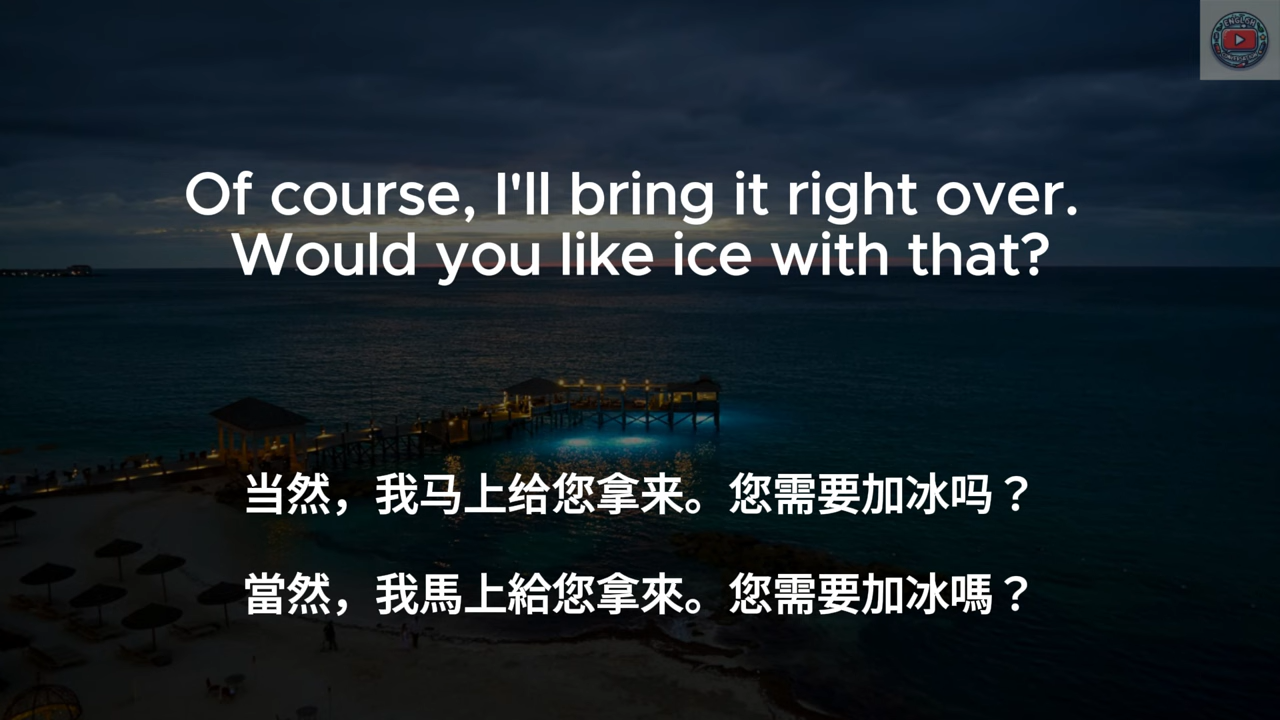 Of course, I'll bring it right over.
Would you like ice with that?
当然，我马上给您拿来。您需要加冰吗？
當然，我馬上給您拿來。您需要加冰嗎？